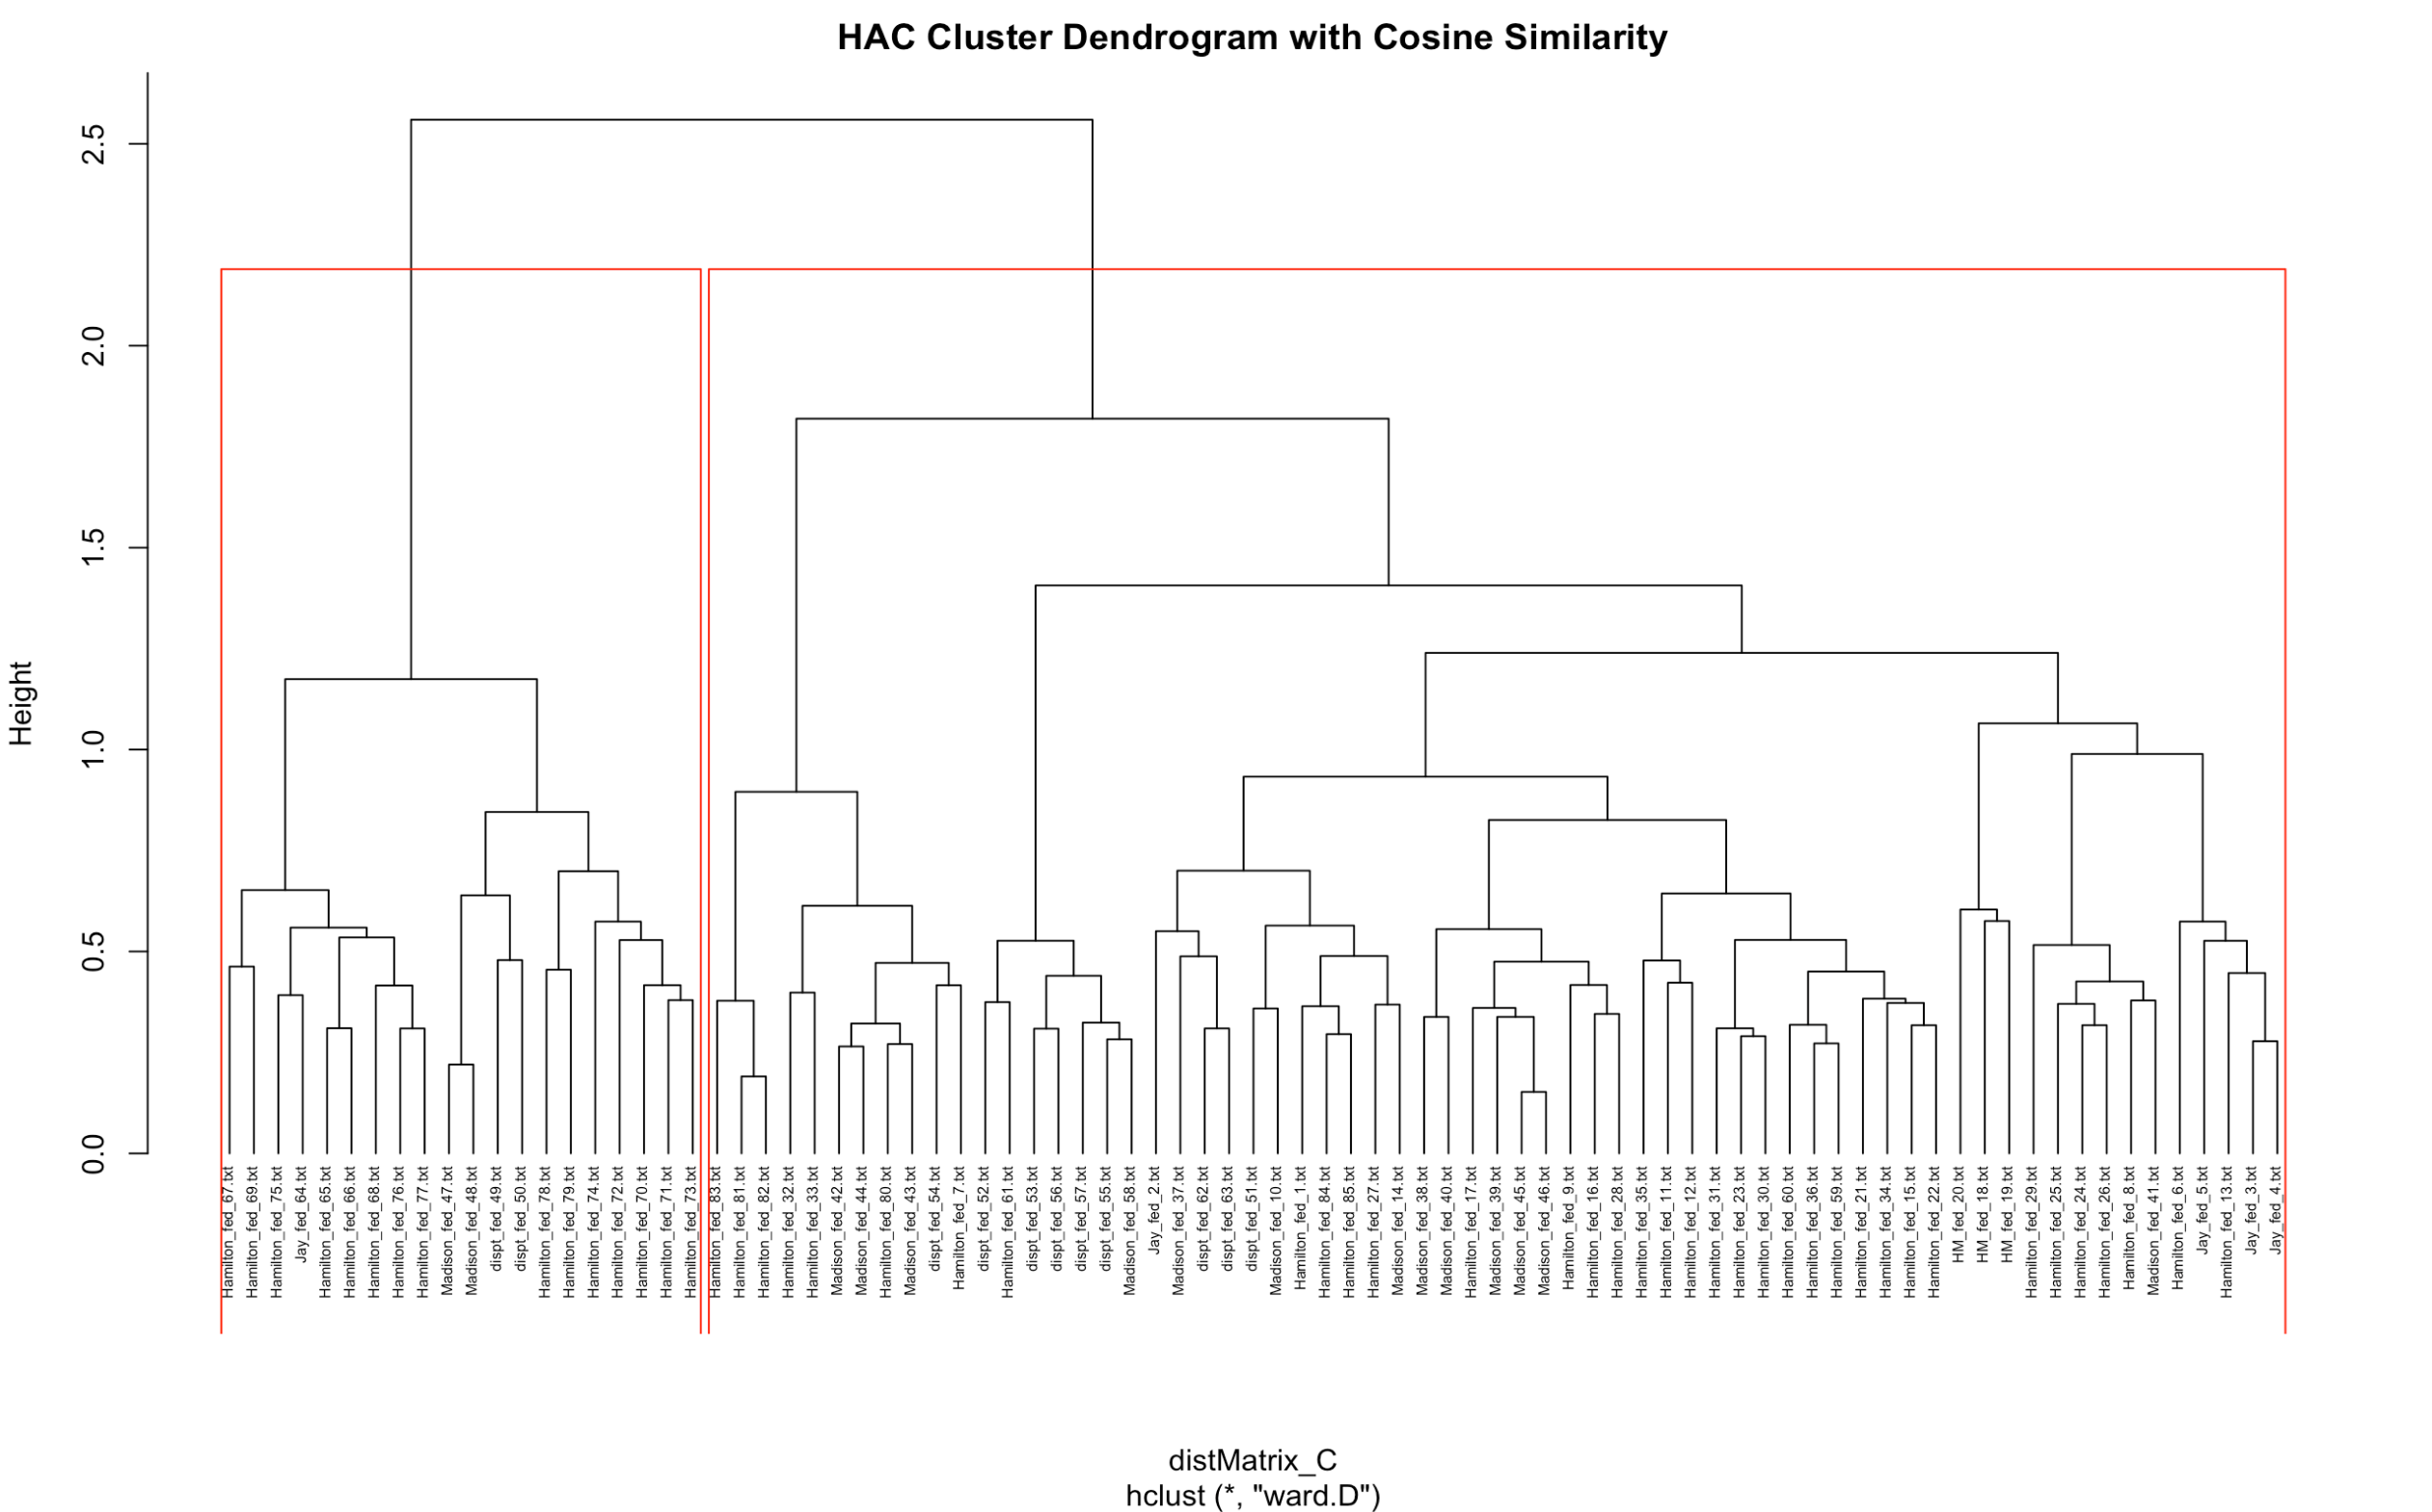 HAC Cluster Dendrogram with Cosine Similarity
Height
2.5
2.0
1.5
1.0
0.5
0.0
Hamilton_fed_67.txt
Hamilton_fed_69.txt
Hamilton_fed_75.txt
Jay_fed_64.txt
Hamilton_fed_65.txt
Hamilton_fed_66.txt
Hamilton_fed_68.txt
Hamilton_fed_76.txt
Hamilton_fed_77.txt
Madison_fed_47.txt
Madison_fed_48.txt
dispt_fed_49.txt
dispt_fed_50.txt
Hamilton_fed_78.txt
Hamilton_fed_79.txt
Hamilton_fed_74.txt
Hamilton_fed_72.txt
Hamilton_fed_70.txt
Hamilton_fed_71.txt
Hamilton_fed_73.txt
Hamilton_fed_83.txt
Hamilton_fed_81.txt
Hamilton_fed_82.txt
Hamilton_fed_32.txt
Hamilton_fed_33.txt
Madison_fed_42.txt
Madison_fed_44.txt
Hamilton_fed_80.txt
Madison_fed_43.txt
dispt_fed_54.txt
Hamilton_fed_7.txt
dispt_fed_52.txt
Hamilton_fed_61.txt
dispt_fed_53.txt
dispt_fed_56.txt
dispt_fed_57.txt
dispt_fed_55.txt
Madison_fed_58.txt
Jay_fed_2.txt
Madison_fed_37.txt
dispt_fed_62.txt
dispt_fed_63.txt
dispt_fed_51.txt
Madison_fed_10.txt
Hamilton_fed_1.txt
Hamilton_fed_84.txt
Hamilton_fed_85.txt
Hamilton_fed_27.txt
Madison_fed_14.txt
Madison_fed_38.txt
Madison_fed_40.txt
Hamilton_fed_17.txt
Madison_fed_39.txt
Madison_fed_45.txt
Madison_fed_46.txt
Hamilton_fed_9.txt
Hamilton_fed_16.txt
Hamilton_fed_28.txt
Hamilton_fed_35.txt
Hamilton_fed_11.txt
Hamilton_fed_12.txt
Hamilton_fed_31.txt
Hamilton_fed_23.txt
Hamilton_fed_30.txt
Hamilton_fed_60.txt
Hamilton_fed_36.txt
Hamilton_fed_59.txt
Hamilton_fed_21.txt
Hamilton_fed_34.txt
Hamilton_fed_15.txt
Hamilton_fed_22.txt
HM_fed_20.txt
HM_fed_18.txt
HM_fed_19.txt
Hamilton_fed_29.txt
Hamilton_fed_25.txt
Hamilton_fed_24.txt
Hamilton_fed_26.txt
Hamilton_fed_8.txt
Madison_fed_41.txt
Hamilton_fed_6.txt
Jay_fed_5.txt
Hamilton_fed_13.txt
Jay_fed_3.txt
Jay_fed_4.txt
distMatrix_C
hclust (*, "ward.D")